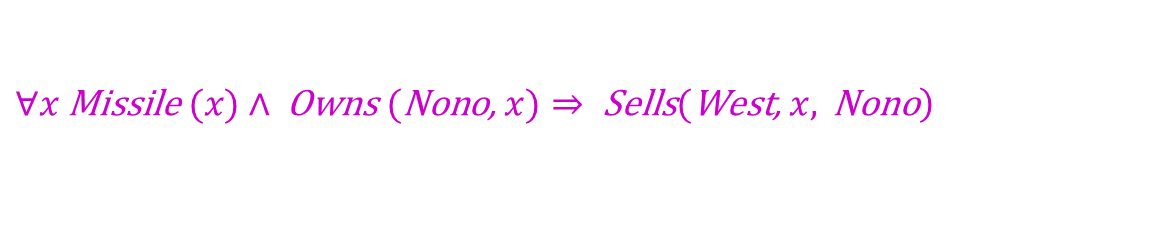 ∀x Missile (x) ∧ Owns (Nono, x) ⇒ Sells(West, x, Nono)